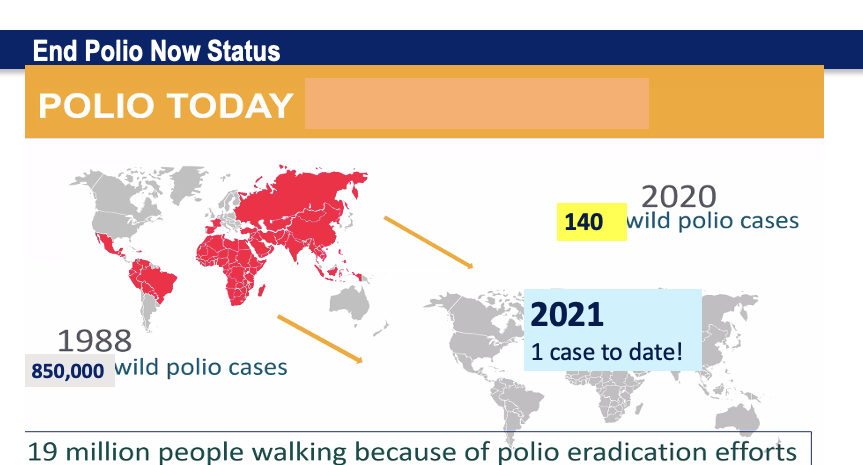 End Polio Now Status
POLIO TODAY
2020
140 wild polio cases
2021
1 case to date!
1988
850,000 wild polio cases
19 million people walking because of polio eradication efforts